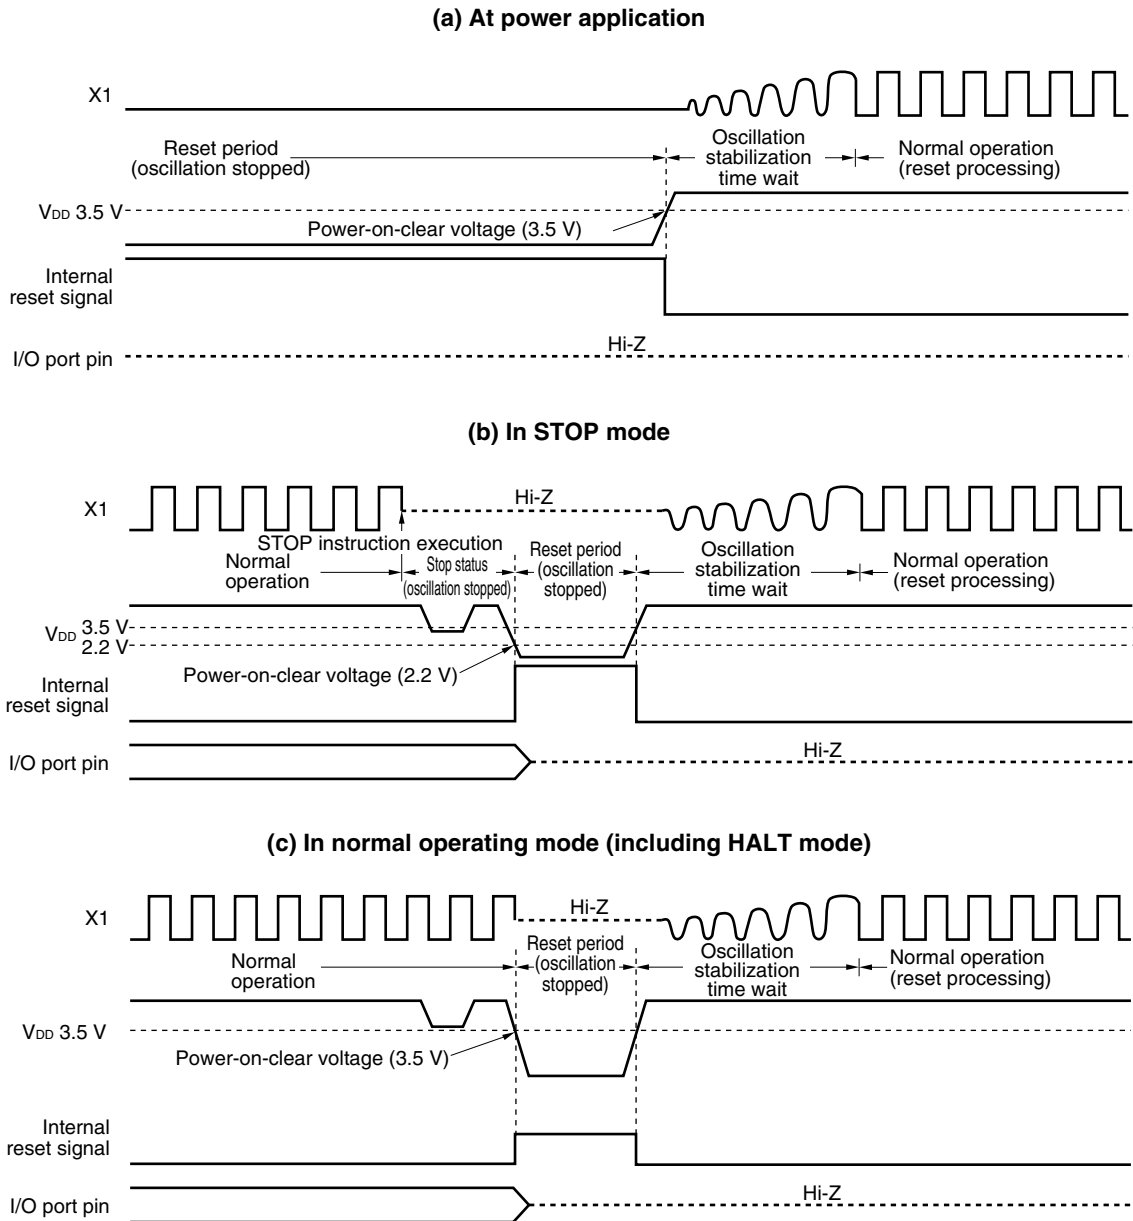 (a) At power application
X1
Reset period
(oscillation stopped)
Oscillation
stabilization
time wait
Normal operation
(reset processing)
VDD 3.5 V
Power-on-clear voltage (3.5 V)
Internal
reset signal
I/O port pin
Hi-Z
(b) In STOP mode
X1
Hi-Z
STOP instruction execution
Normal
operation
Stop status
(oscillation stopped)
Reset period
(oscillation
stopped)
Oscillation
stabilization
time wait
Normal operation
(reset processing)
VDD 3.5 V
2.2 V
Power-on-clear voltage (2.2 V)
Internal
reset signal
I/O port pin
Hi-Z
(c) In normal operating mode (including HALT mode)
X1
Hi-Z
Normal
operation
Reset period
(oscillation
stopped)
Oscillation
stabilization
time wait
Normal operation
(reset processing)
VDD 3.5 V
Power-on-clear voltage (3.5 V)
Internal
reset signal
I/O port pin
Hi-Z